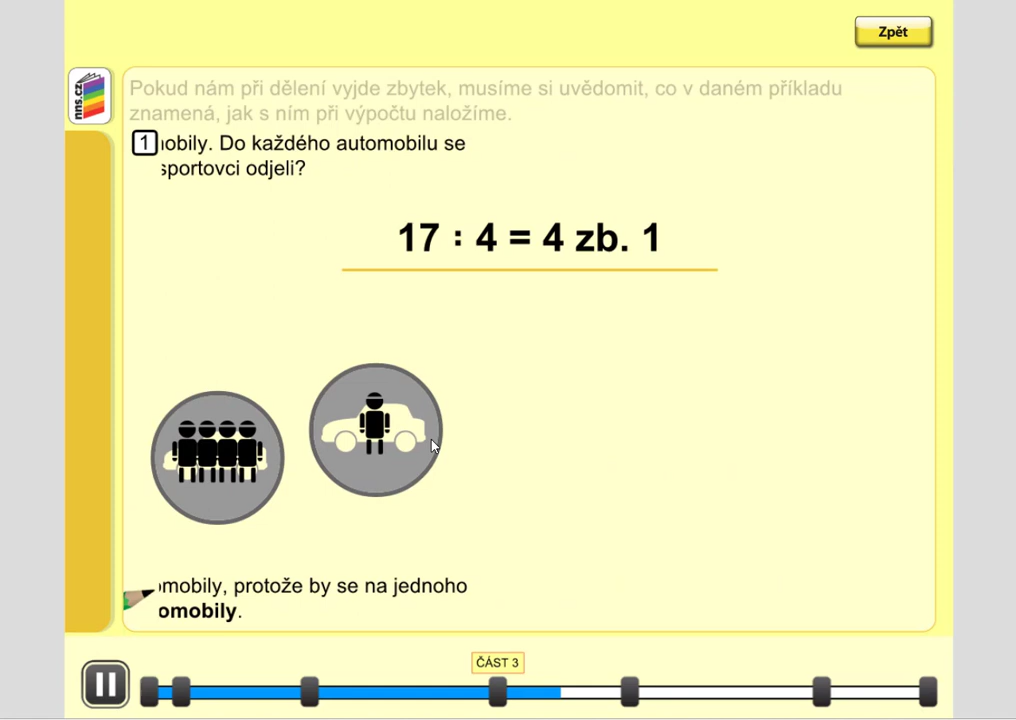 Zpět
nns.cz
Pokud nám při dělení vyjde zbytek, musíme si uvědomit, co v daném příkladu
znamená, jak s ním při výpočtu naložíme.
1
obily. Do každého automobilu se
sportovci odjeli?
17 : 4 = 4 zb. 1
mobily, protože by se na jednoho
omobily.
ČÁST 3